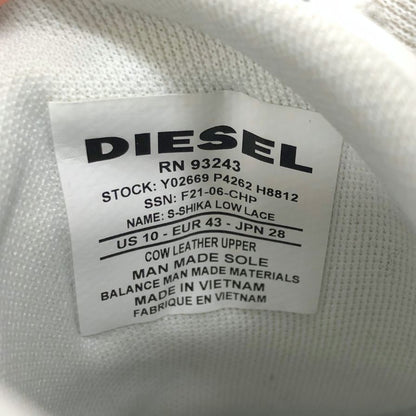 DIESEL
RN 93243
STOCK: Y02669 P4262 H8812
SSN: F21-06-CHP
NAME: S-SHIKA LOW LACE
US 10 - EUR 43 - JPN 28
COW LEATHER UPPER
MAN MADE SOLE
BALANCE MAN MADE MATERIALS
MADE IN VIETNAM
FABRIQUE EN VIETNAM